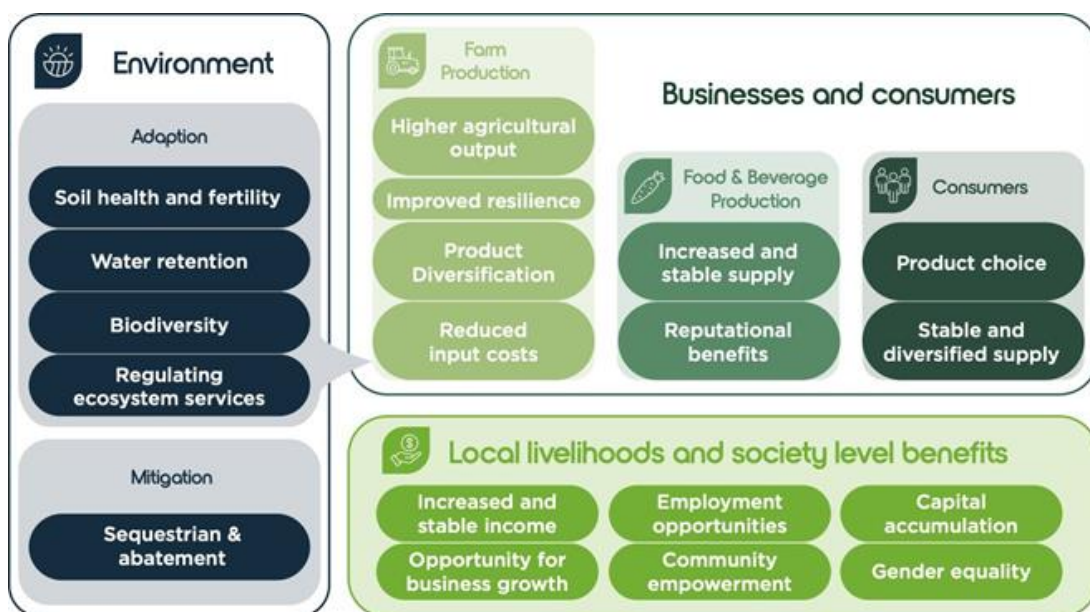 Environment
Adaption
Soil health and fertility
Water retention
Biodiversity
Regulating
ecosystem services
Mitigation
Sequestrian &
abatement
Businesses and consumers
Farm
Production
Higher agricultural
output
Improved resilience
Product
Diversification
Reduced
input costs
Food & Beverage
Production
Increased and
stable supply
Reputational
benefits
Consumers
Product choice
Stable and
diversified supply
Local livelihoods and society level benefits
Increased and
stable income
Employment
opportunities
Capital
accumulation
Opportunity for
business growth
Community
empowerment
Gender equality